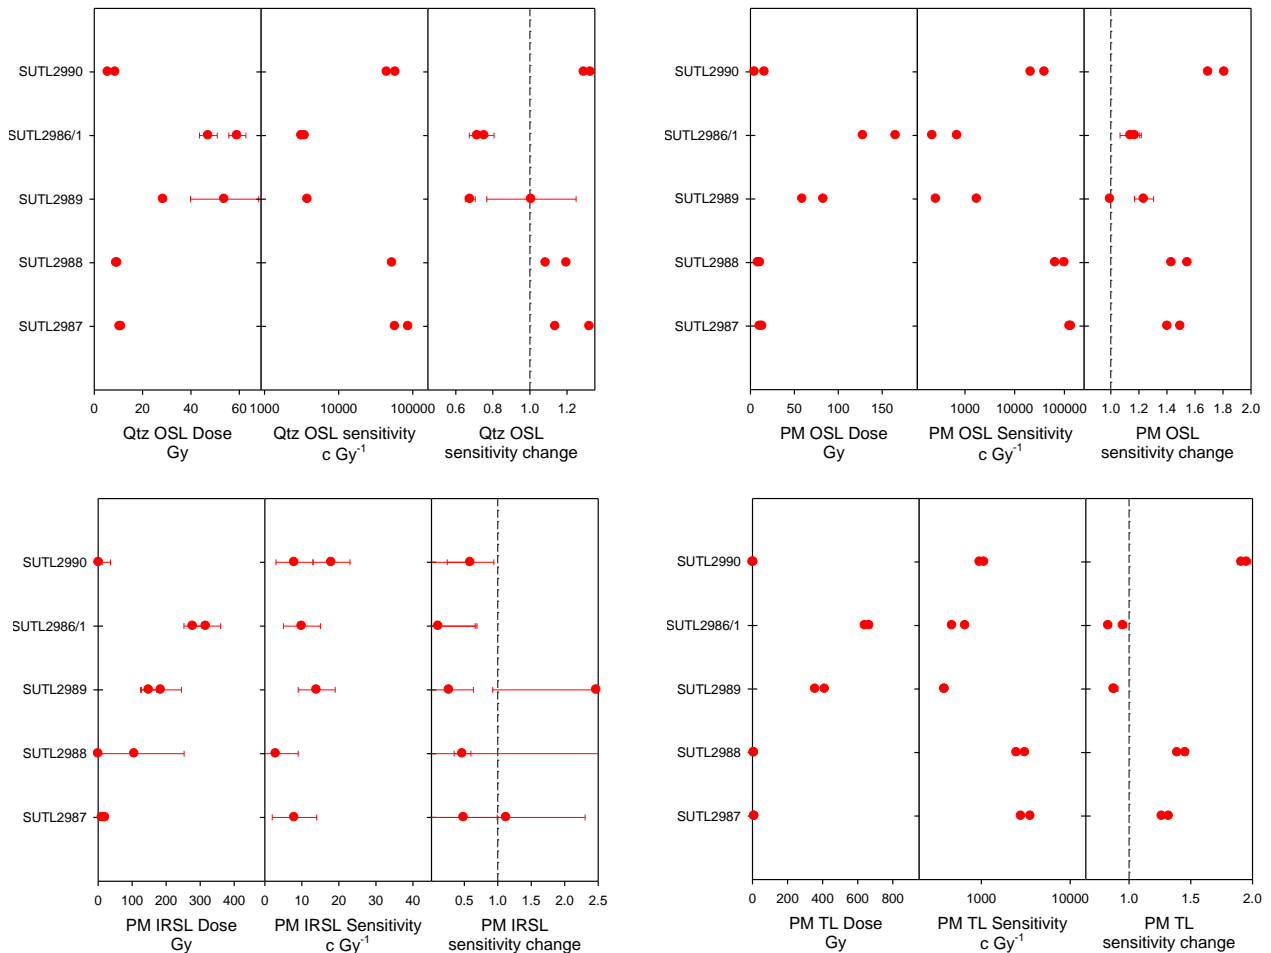 SUTL2990
SUTL2986/1
SUTL2989
SUTL2988
SUTL2987
0 20 40 60 1000 10000 100000 0.6 0.8 1.0 1.2
Qtz OSL Dose Qtz OSL sensitivity Qtz OSL
Gy c Gy-1 sensitivity change
SUTL2990
SUTL2986/1
SUTL2989
SUTL2988
SUTL2987
0 50 100 150 1000 10000 100000 1.0 1.2 1.4 1.6 1.8 2.0
PM OSL Dose PM OSL Sensitivity PM OSL
Gy c Gy-1 sensitivity change
SUTL2990
SUTL2986/1
SUTL2989
SUTL2988
SUTL2987
0 100 200 300 400 0 10 20 30 40 0.5 1.0 1.5 2.0 2.5
PM IRSL Dose PM IRSL Sensitivity PM IRSL
Gy c Gy-1 sensitivity change
SUTL2990
SUTL2986/1
SUTL2989
SUTL2988
SUTL2987
0 200 400 600 800 1000 10000 1.0 1.5 2.0
PM TL Dose PM TL Sensitivity PM TL
Gy c Gy-1 sensitivity change